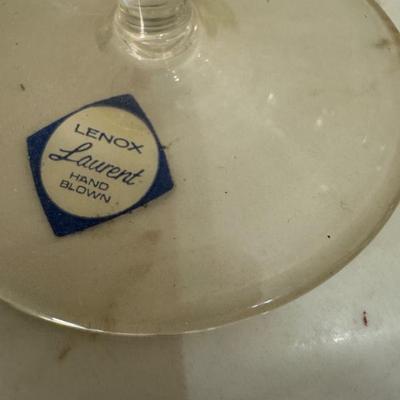 LENOX
Laurent
HAND
BLOWN